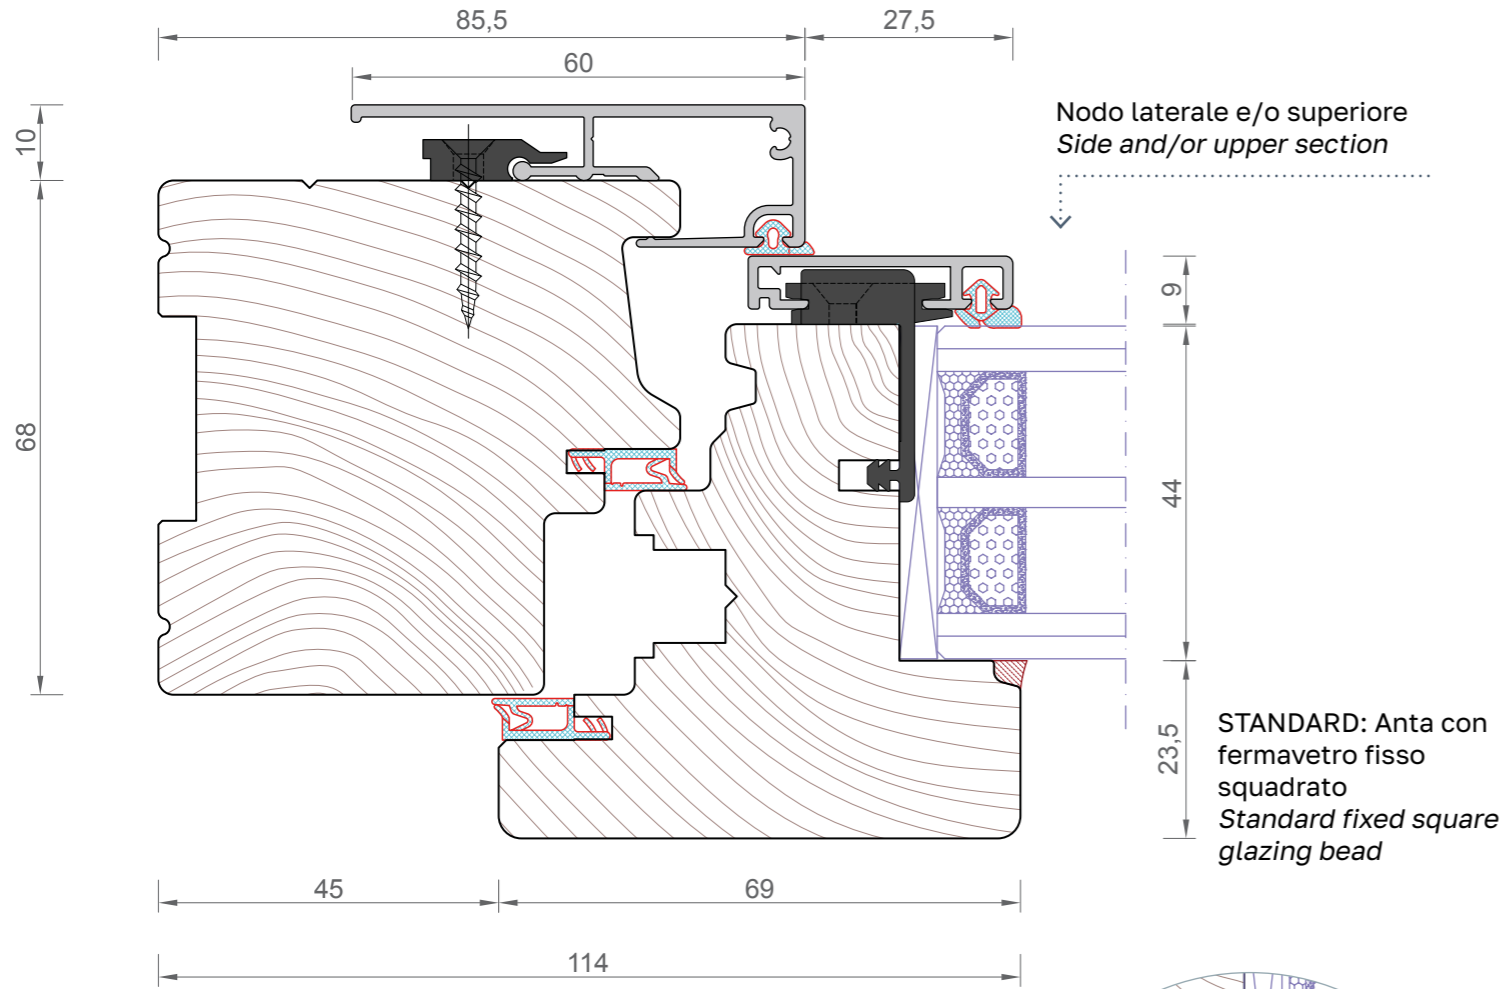 85,5
27,5
60
10
Nodo laterale e/o superiore
Side and/or upper section
9
68
44
23,5
STANDARD: Anta con
fermavetro fisso
squadrato
Standard fixed square
glazing bead
45
69
114